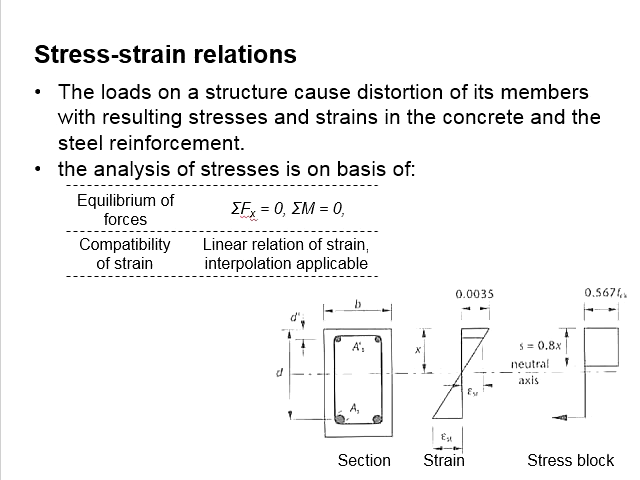 Stress-strain relations
• The loads on a structure cause distortion of its members
with resulting stresses and strains in the concrete and the
steel reinforcement.
• the analysis of stresses is on basis of:
Equilibrium of
forces
ΣFx = 0, ΣM = 0,
Compatibility
of strain
Linear relation of strain,
interpolation applicable
b
d'
A's
d
As
Section
0.0035
x
εst
εst
Strain
0.567fck
s = 0.8x
neutral
axis
Stress block